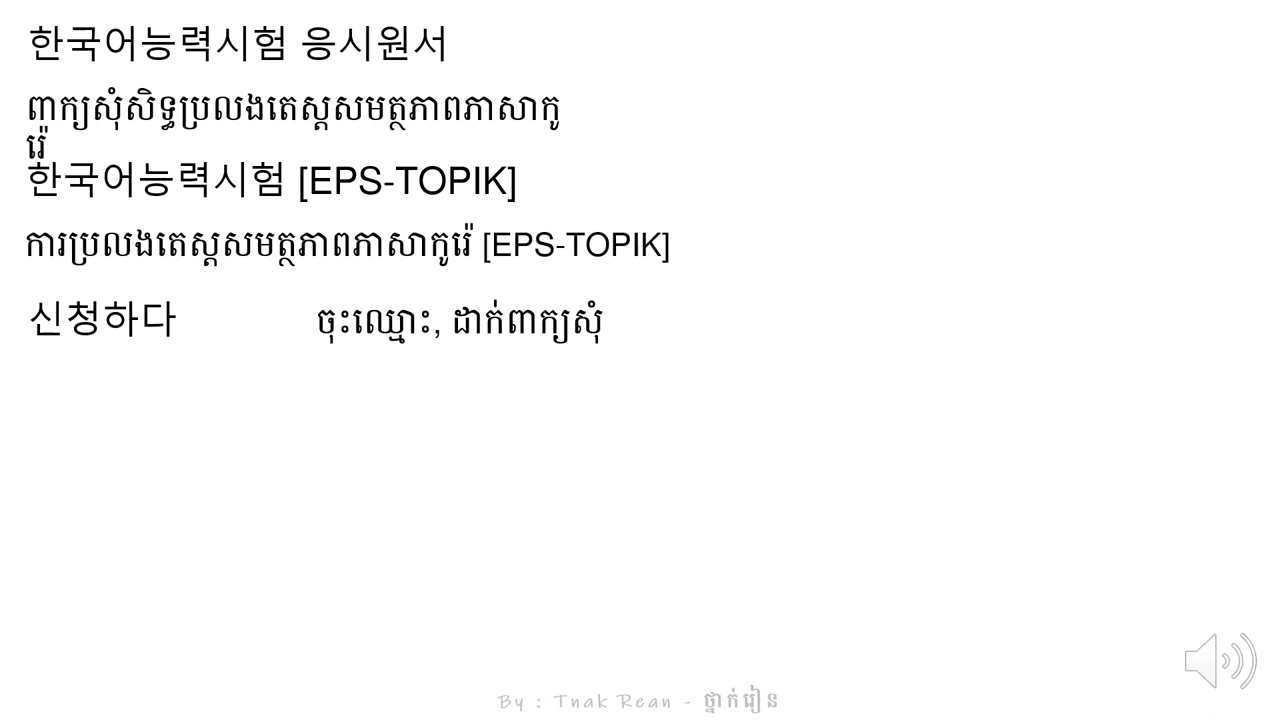 한국어능력시험 응시원서
ពាក្យសុំសិទ្ធប្រលងតេស្តសមត្ថភាពភាសាកូ
រ៉េ
한국어능력시험 [EPS-TOPIK]
ការប្រលងតេស្តសមត្ថភាពភាសាកូរ៉េ [EPS-TOPIK]
신청하다 ចុះឈ្មោះ, ដាក់ពាក្យសុំ
By : Tnak Rean - ថ្នាក់រៀន